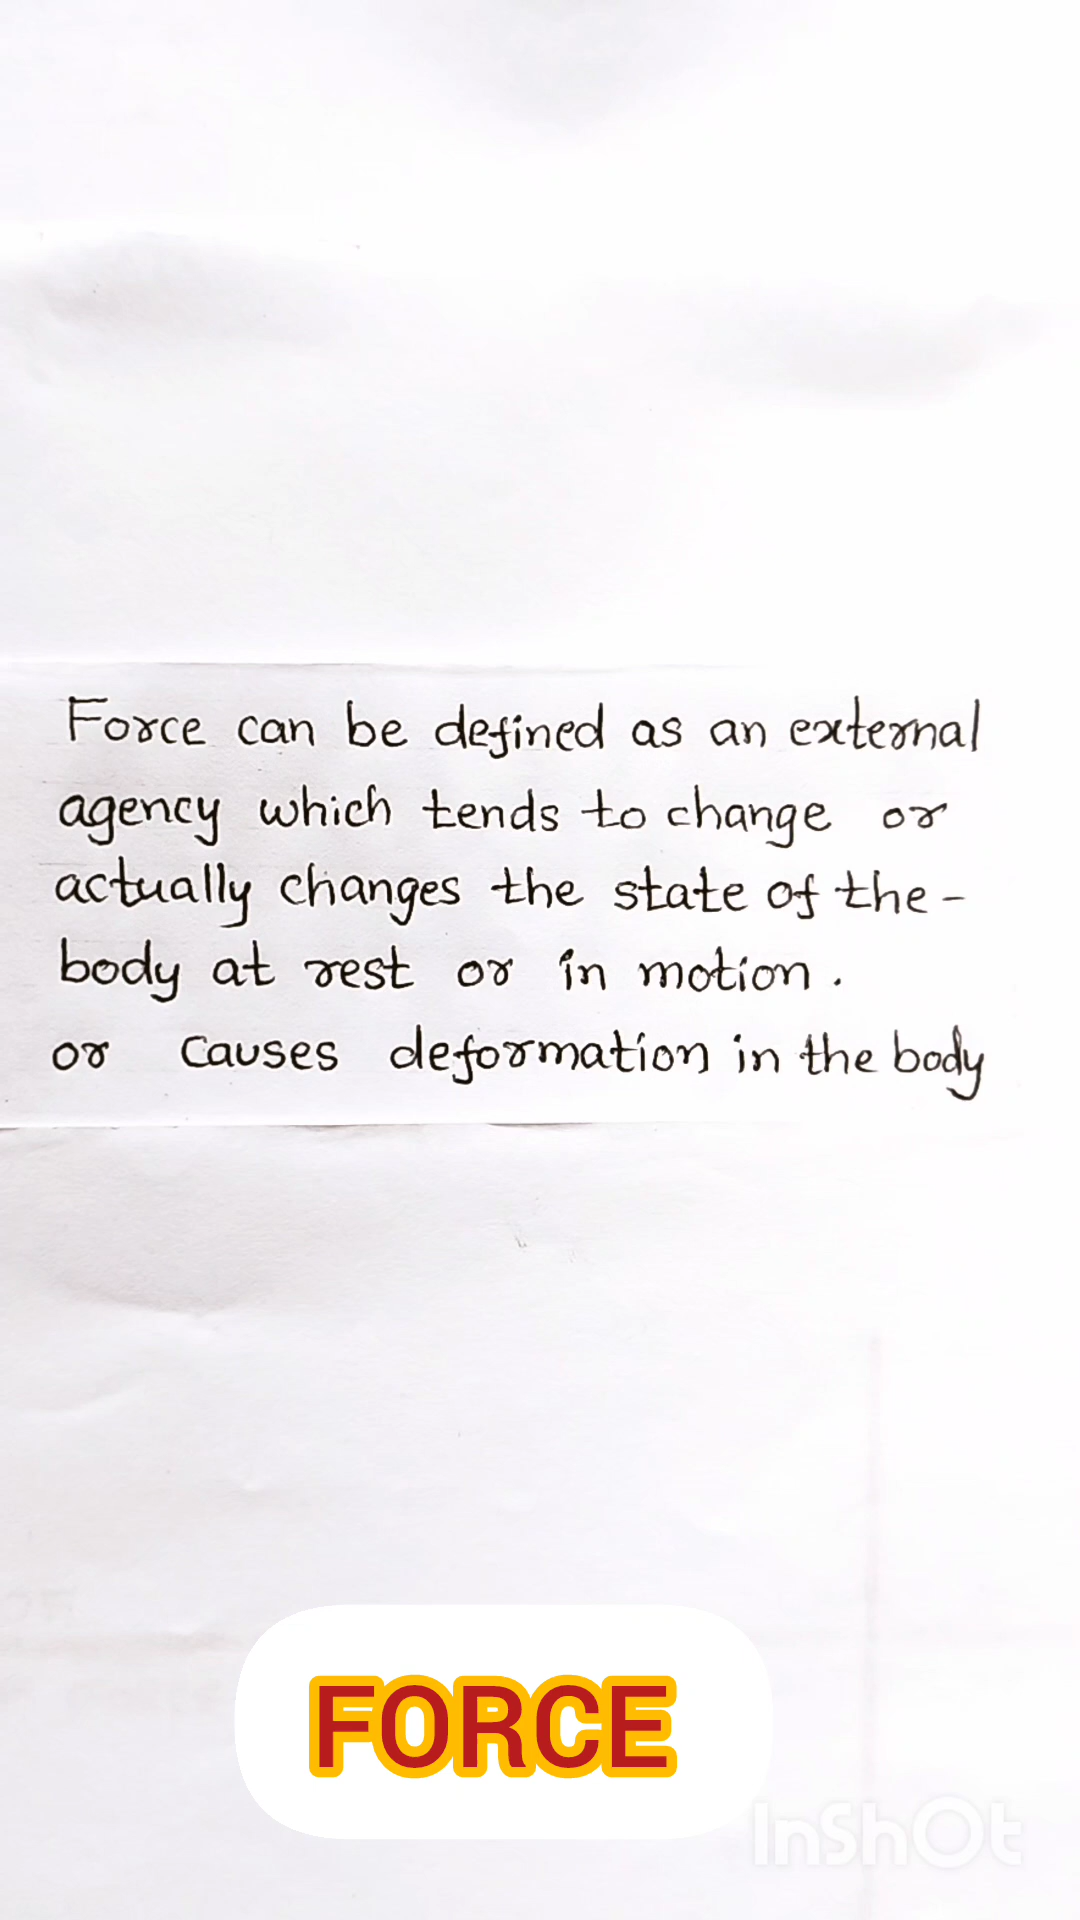 Force can be defined as an external
agency which tends to change or
actually changes the state of the -
body at rest or in motion.
or causes deformation in the body
FORCE
InShOt